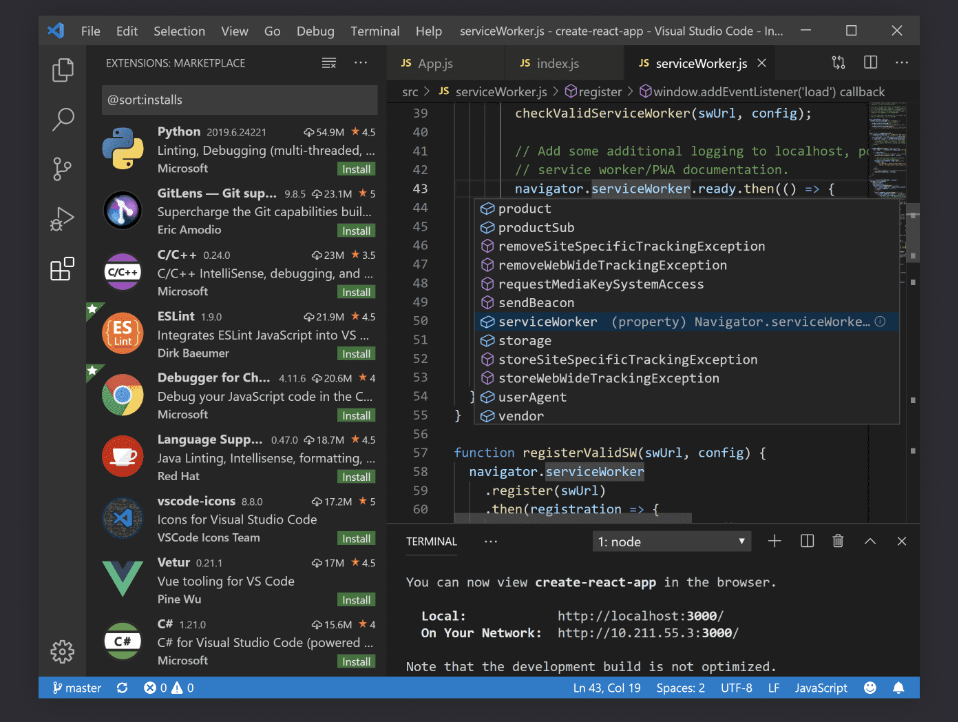 File Edit Selection View Go Debug Terminal Help serviceWorker.js - create-react-app - Visual Studio Code - In...
EXTENSIONS: MARKETPLACE
@sort:installs
Python 2019.6.24221 54.9M ★ 4.5
Linting, Debugging (multi-threaded, ...
Microsoft Install
GitLens — Git sup... 9.8.5 23.1M ★ 5
Supercharge the Git capabilities buil...
Eric Amodio Install
C/C++
C/C++ 0.24.0 23M ★ 3.5
C/C++ IntelliSense, debugging, and ...
Microsoft Install
ES
Lint
ESLint 1.9.0 21.9M ★ 4.5
Integrates ESLint JavaScript into VS ...
Dirk Baeumer Install
Debugger for Ch... 4.11.6 20.6M ★ 4
Debug your JavaScript code in the C...
Microsoft Install
Language Supp... 0.47.0 18.7M ★ 4.5
Java Linting, Intellisense, formatting, ...
Red Hat Install
vscode-icons 8.8.0 17.2M ★ 5
Icons for Visual Studio Code
VSCode Icons Team Install
Vetur 0.21.1 17M ★ 4.5
Vue tooling for VS Code
Pine Wu Install
C#
C# 1.21.0 15.6M ★ 4
C# for Visual Studio Code (powered ...
Microsoft Install
JS App.js JS index.js JS serviceWorker.js
src > JS serviceWorker.js > register > window.addEventListener('load') callback
39 checkValidServiceWorker(swUrl, config);
40
41 // Add some additional logging to localhost, po
42 // service worker/PWA documentation.
43 navigator.serviceWorker.ready.then(() => {
44 product
45 productSub
46 removeSiteSpecificTrackingException
47 removeWebWideTrackingException
48 requestMediaKeySystemAccess
49 sendBeacon
50 serviceWorker (property) Navigator.serviceWorke...
51 storage
52 storeSiteSpecificTrackingException
53 storeWebWideTrackingException
54 } userAgent
55 } vendor
56
57 function registerValidSW(swUrl, config) {
58 navigator.serviceWorker
59 .register(swUrl)
60 .then(registration => {
TERMINAL ... 1: node
You can now view create-react-app in the browser.
Local: http://localhost:3000/
On Your Network: http://10.211.55.3:3000/
Note that the development build is not optimized.
master 0 0 Ln 43, Col 19 Spaces: 2 UTF-8 LF JavaScript